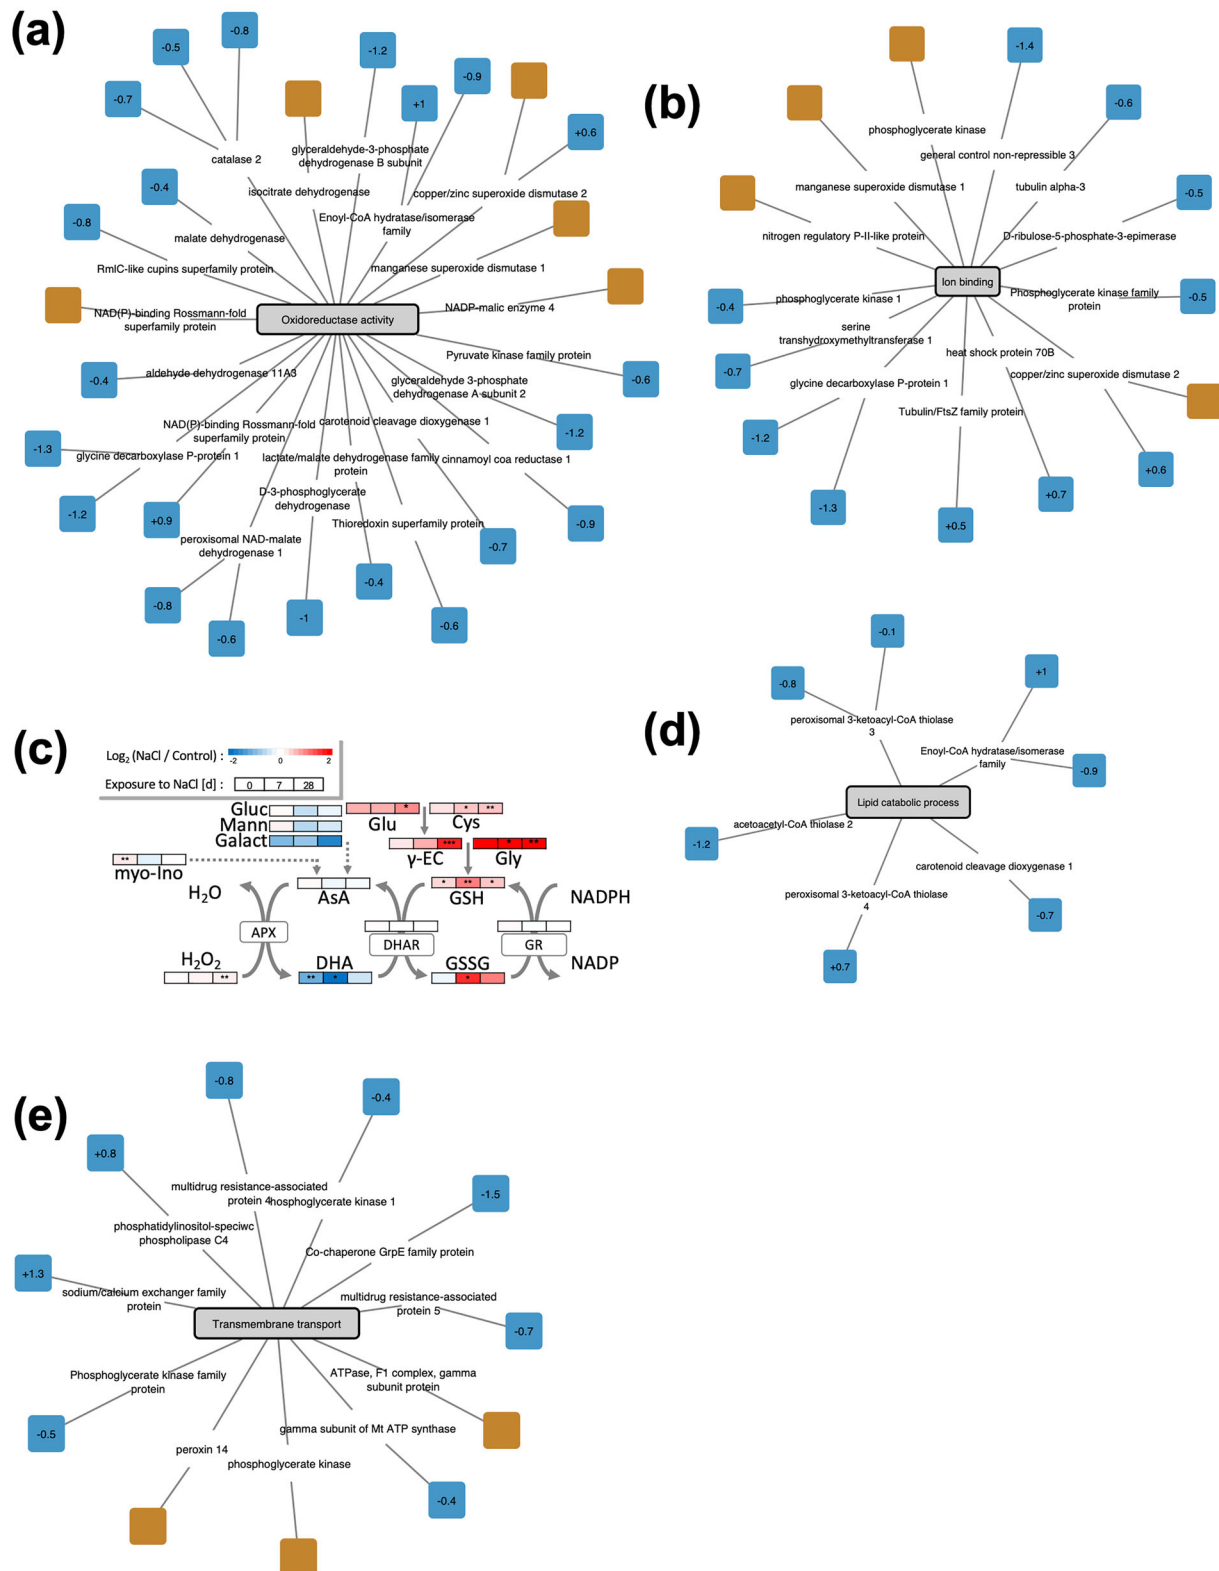 (a)
-0.8
-0.5
-1.2
-0.9
-0.7
+1
+0.6
catalase 2
glyceraldehyde-3-phosphate
dehydrogenase B subunit
isocitrate dehydrogenase
copper/zinc superoxide dismutase 2
-0.4
Enoyl-CoA hydratase/isomerase
family
-0.8
malate dehydrogenase
RmlC-like cupins superfamily protein
manganese superoxide dismutase 1
NAD(P)-binding Rossmann-fold
superfamily protein
NADP-malic enzyme 4
Oxidoreductase activity
Pyruvate kinase family protein
-0.4
aldehyde dehydrogenase 11A3
glyceraldehyde 3-phosphate
dehydrogenase A subunit 2
-0.6
NAD(P)-binding Rossmann-fold
superfamily protein
carotenoid cleavage dioxygenase 1
-1.2
-1.3
glycine decarboxylase P-protein 1
lactate/malate dehydrogenase family
protein
cinnamoyl coa reductase 1
D-3-phosphoglycerate
dehydrogenase
-1.2
+0.9
Thioredoxin superfamily protein
-0.9
peroxisomal NAD-malate
dehydrogenase 1
-0.7
-0.4
-0.8
-1
-0.6
-0.6
(b)
-1.4
-0.6
phosphoglycerate kinase
general control non-repressible 3
manganese superoxide dismutase 1
tubulin alpha-3
-0.5
nitrogen regulatory P-II-like protein
D-ribulose-5-phosphate-3-epimerase
Ion binding
-0.4
phosphoglycerate kinase 1
Phosphoglycerate kinase family
protein
-0.5
serine
transhydroxymethyltransferase 1
heat shock protein 70B
-0.7
glycine decarboxylase P-protein 1
copper/zinc superoxide dismutase 2
Tubulin/FtsZ family protein
-1.2
+0.6
-1.3
+0.7
+0.5
(c)
Log2 (NaCl / Control) :
-2
0
2
Exposure to NaCl [d] :
0
7
28
Gluc
Mann
Galact
*
Glu
* **
Cys
***
γ-EC
* **
Gly
**
myo-Ino
H2O
AsA
* ** *
GSH
NADPH
APX
DHAR
GR
H2O2
**
DHA
** *
GSSG
*
NADP
(d)
-0.1
-0.8
+1
peroxisomal 3-ketoacyl-CoA thiolase
3
Enoyl-CoA hydratase/isomerase
family
-0.9
Lipid catabolic process
acetoacetyl-CoA thiolase 2
-1.2
carotenoid cleavage dioxygenase 1
peroxisomal 3-ketoacyl-CoA thiolase
4
-0.7
+0.7
(e)
-0.8
-0.4
+0.8
multidrug resistance-associated
protein 4
hosphoglycerate kinase 1
-1.5
phosphatidylinositol-speciwc
phospholipase C4
Co-chaperone GrpE family protein
+1.3
sodium/calcium exchanger family
protein
multidrug resistance-associated
protein 5
Transmembrane transport
-0.7
Phosphoglycerate kinase family
protein
ATPase, F1 complex, gamma
subunit protein
-0.5
gamma subunit of Mt ATP synthase
peroxin 14
phosphoglycerate kinase
-0.4